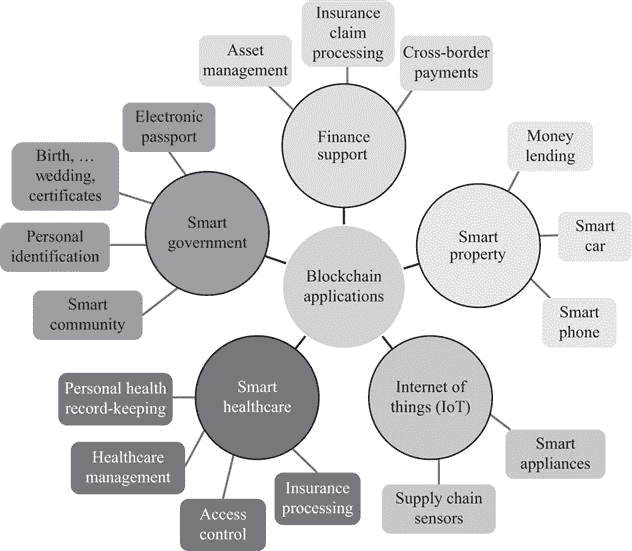 Insurance
claim
processing
Asset
management
Cross-border
payments
Finance
support
Electronic
passport
Birth, …
wedding,
certificates
Personal
identification
Smart
community
Smart
government
Money
lending
Smart
car
Smart
phone
Smart
property
Blockchain
applications
Smart
healthcare
Personal health
record-keeping
Healthcare
management
Access
control
Insurance
processing
Internet of
things (IoT)
Smart
appliances
Supply chain
sensors